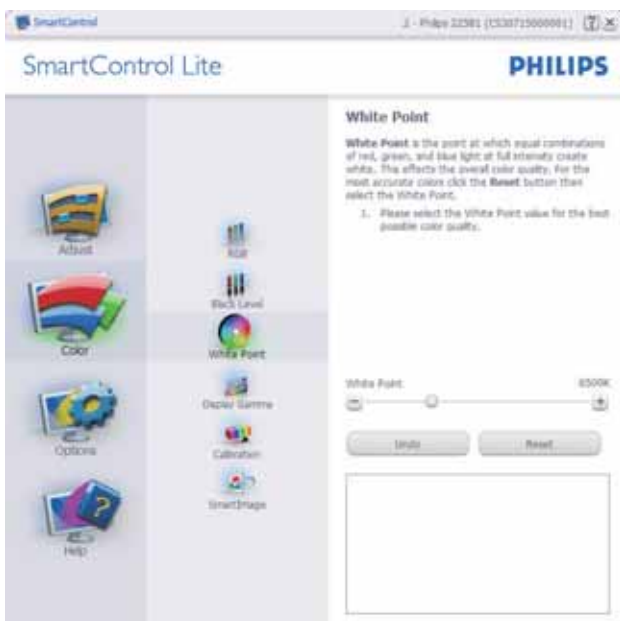 SmartControl
SmartControl Lite
PHILIPS
Adjust
Color
Options
Help
RGB
Black Level
White Point
Display Gamma
Calibration
SmartImage
White Point
White Point is the point at which equal combinations
of red, green, and blue light at full intensity create
white. The effects the overall color quality. For the
most accurate colors click the Reset button then
select the White Point.
1. Please select the White Point value for the best
possible color quality.
White Point 6500K
Undo Reset